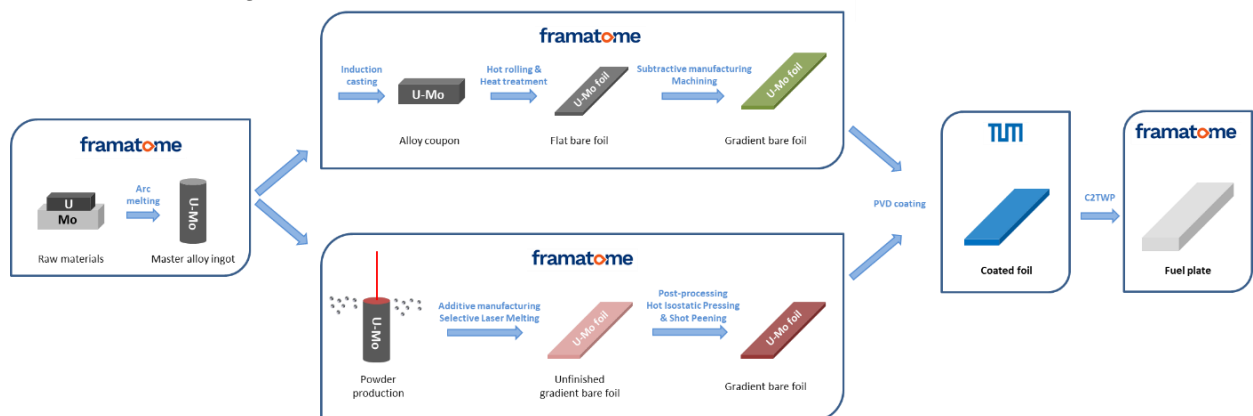 framatome
U
Mo
Raw materials
Arc
melting
U-Mo
Master alloy ingot
framatome
Induction
casting
U-Mo
Alloy coupon
Hot rolling &
Heat treatment
U-Mo foil
Flat bare foil
Subtractive manufacturing
Machining
U-Mo foil
Gradient bare foil
framatome
U-Mo
Powder
production
Additive manufacturing
Selective Laser Melting
U-Mo foil
Unfinished
gradient bare foil
Post-processing
Hot Isostatic Pressing
& Shot Peening
U-Mo foil
Gradient bare foil
PVD coating
TUM
Coated foil
C2TWP
framatome
Fuel plate